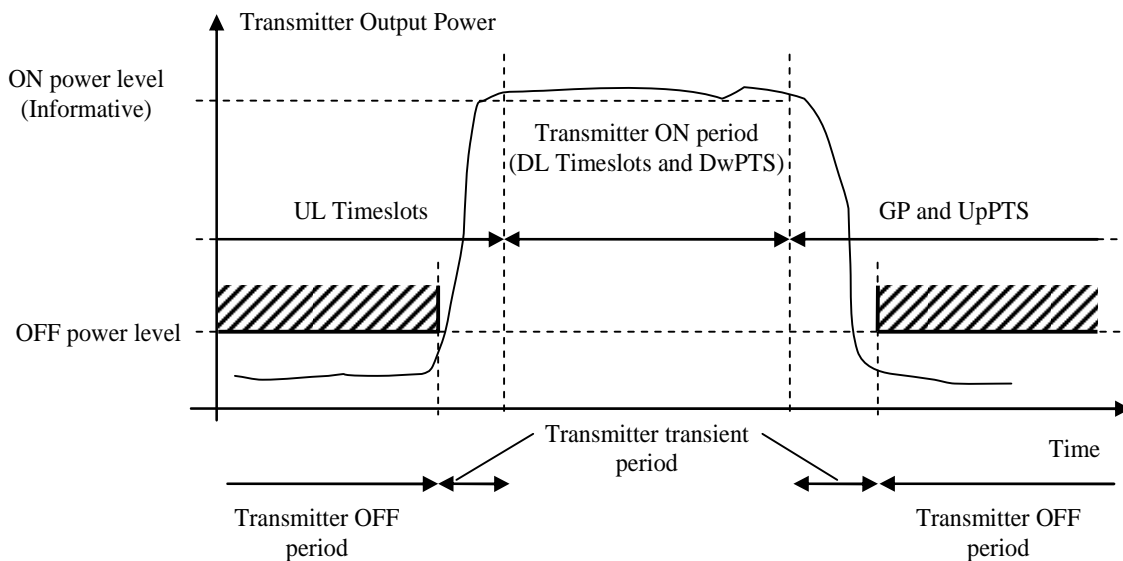 Transmitter Output Power
ON power level
(Informative)
Transmitter ON period
(DL Timeslots and DwPTS)
UL Timeslots
GP and UpPTS
OFF power level
Transmitter transient
period
Time
Transmitter OFF
period
Transmitter OFF
period